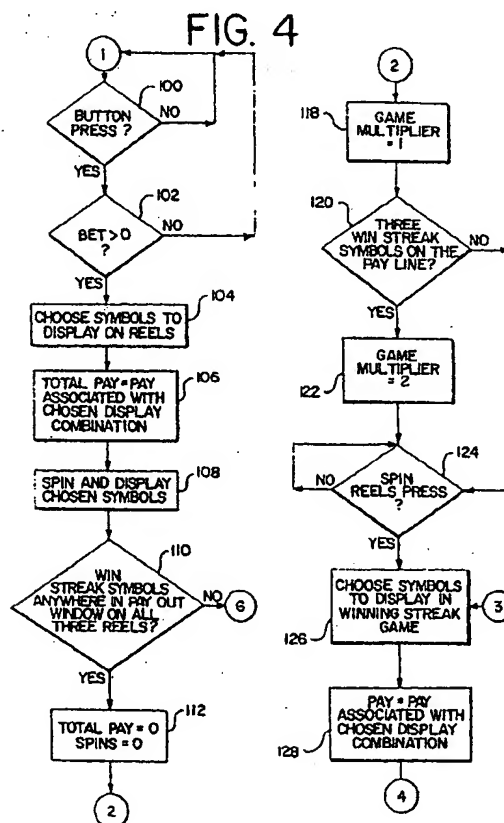 FIG. 4
1
100
BUTTON
PRESS ?
NO
YES
102
BET > 0
?
NO
YES
104
CHOOSE SYMBOLS TO
DISPLAY ON REELS
106
TOTAL PAY = PAY
ASSOCIATED WITH
CHOSEN DISPLAY
COMBINATION
SPIN AND DISPLAY
CHOSEN SYMBOLS
108
110
WIN
STREAK SYMBOLS
ANYWHERE IN PAY OUT
WINDOW ON ALL
THREE REELS?
NO
6
YES
112
TOTAL PAY = 0
SPINS = 0
2
2
118
GAME
MULTIPLIER
= 1
120
THREE
WIN STREAK
SYMBOLS ON THE
PAY LINE?
NO
YES
GAME
MULTIPLIER
= 2
122
124
NO
SPIN
REELS PRESS
?
YES
CHOOSE SYMBOLS
TO DISPLAY IN
WINNING STREAK
GAME
126
3
PAY = PAY
ASSOCIATED WITH
CHOSEN DISPLAY
COMBINATION
128
4